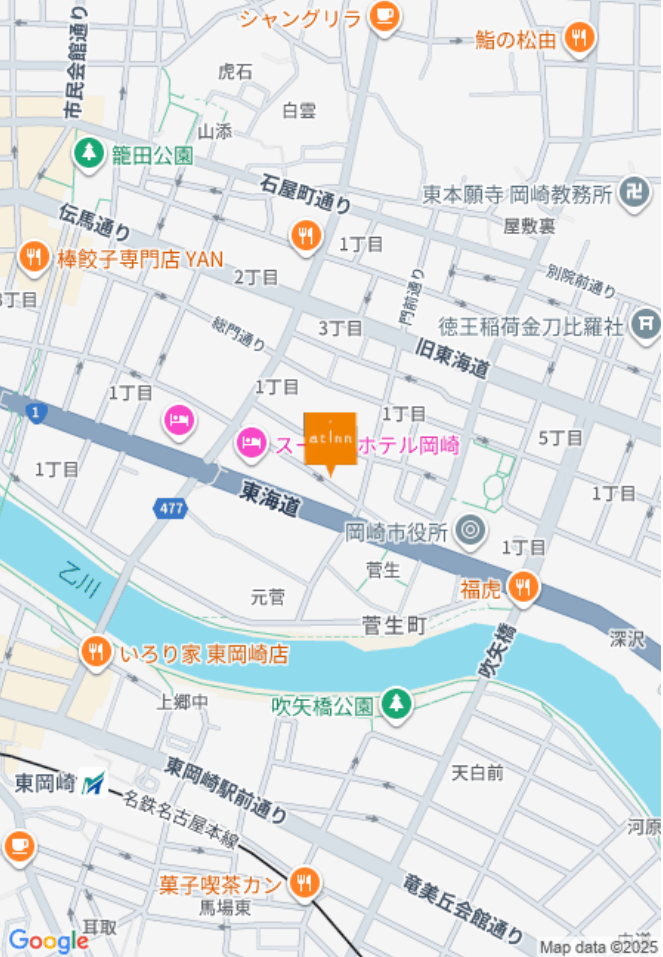 シャングリラ
鮨の松由
市民会館通り
虎石
白雲
山添
籠田公園
石屋町通り
東本願寺 岡崎教務所
伝馬通り
屋敷裏
1丁目
棒餃子専門店 YAN
2丁目
別院前通り
門前通り
3丁目
総門通り
3丁目
徳王稲荷金刀比羅社
旧東海道
1丁目
1丁目
1
1丁目
5丁目
atinn
ホテル岡崎
1丁目
1丁目
477
東海道
岡崎市役所
1丁目
乙川
菅生
福虎
元菅
菅生町
深沢
いろり家 東岡崎店
吹矢橋
上郷中
吹矢橋公園
東岡崎
東岡崎駅前通り
天白前
名鉄名古屋本線
河原
菓子喫茶カン
竜美丘会館通り
馬場東
耳取
Google
Map data ©2025